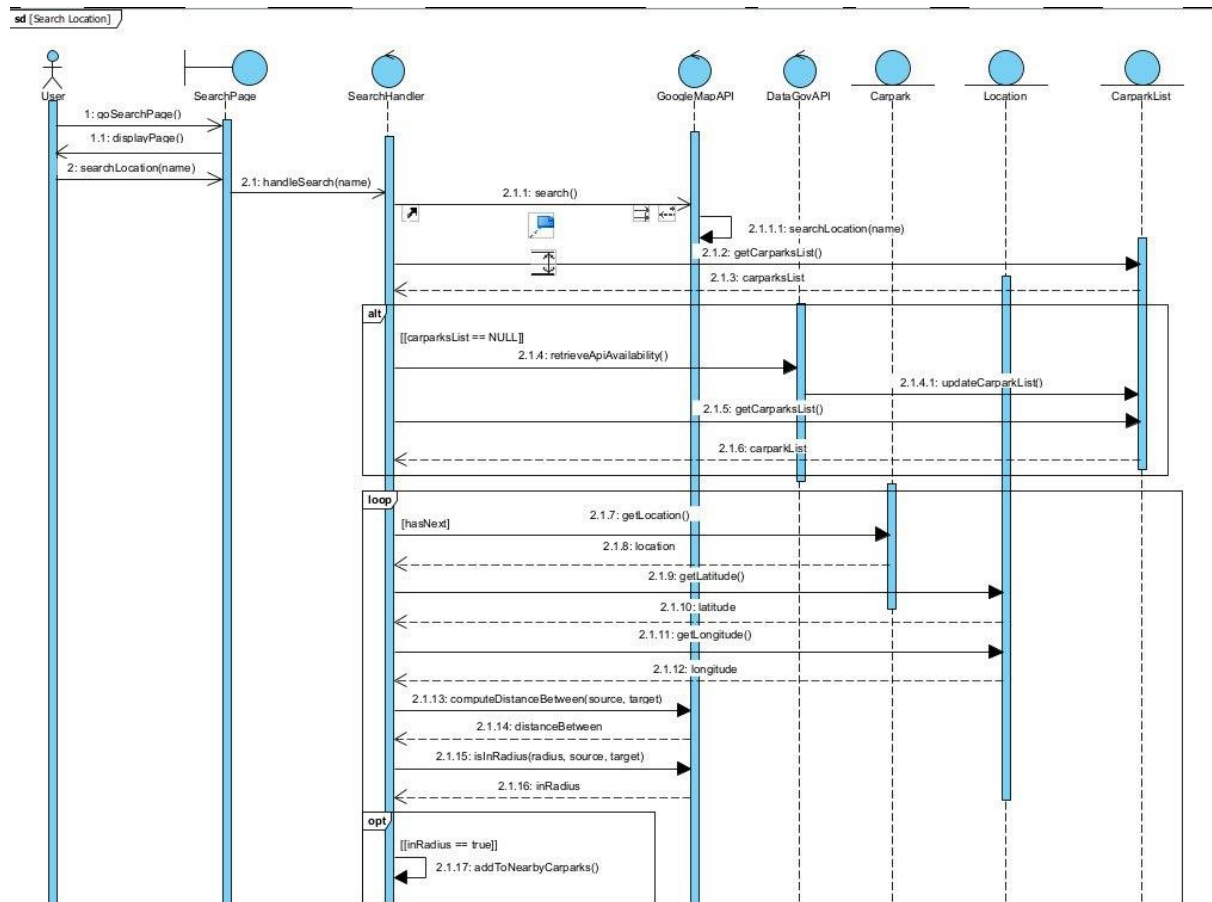 sd [Search Location]
User
SearchPage
SearchHandler
GoogleMapAPI
DataGovAPI
Carpark
Location
CarparkList
1: goSearchPage()
1.1: displayPage()
2: searchLocation(name)
2.1: handleSearch(name)
2.1.1: search()
2.1.1.1: searchLocation(name)
2.1.2: getCarparksList()
2.1.3: carparksList
alt
[[carparksList == NULL]]
2.1.4: retrieveApiAvailability()
2.1.4.1: updateCarparkList()
2.1.5: getCarparksList()
2.1.6: carparkList
loop
2.1.7: getLocation()
[hasNext]
2.1.8: location
2.1.9: getLatitude()
2.1.10: latitude
2.1.11: getLongitude()
2.1.12: longitude
2.1.13: computeDistanceBetween(source, target)
2.1.14: distanceBetween
2.1.15: isInRadius(radius, source, target)
2.1.16: inRadius
opt
[[inRadius == true]]
2.1.17: addToNearbyCarparks()